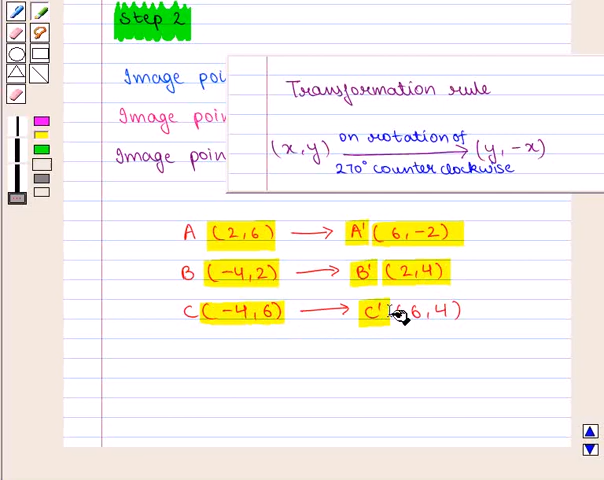 Step 2
Image poi
Image poin
Image poin
Transformation rule
(x, y) on rotation of 270° counter clockwise (y, -x)
A (2, 6) → A' (6, -2)
B (-4, 2) → B' (2, 4)
C (-4, 6) → C' (6, 4)